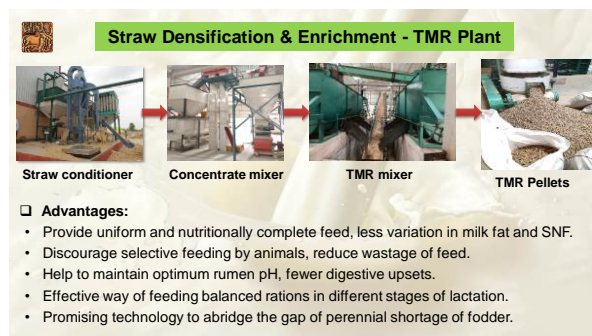 Straw Densification & Enrichment - TMR Plant
Straw conditioner
Concentrate mixer
TMR mixer
TMR Pellets
❑ Advantages:
• Provide uniform and nutritionally complete feed, less variation in milk fat and SNF.
• Discourage selective feeding by animals, reduce wastage of feed.
• Help to maintain optimum rumen pH, fewer digestive upsets.
• Effective way of feeding balanced rations in different stages of lactation.
• Promising technology to abridge the gap of perennial shortage of fodder.